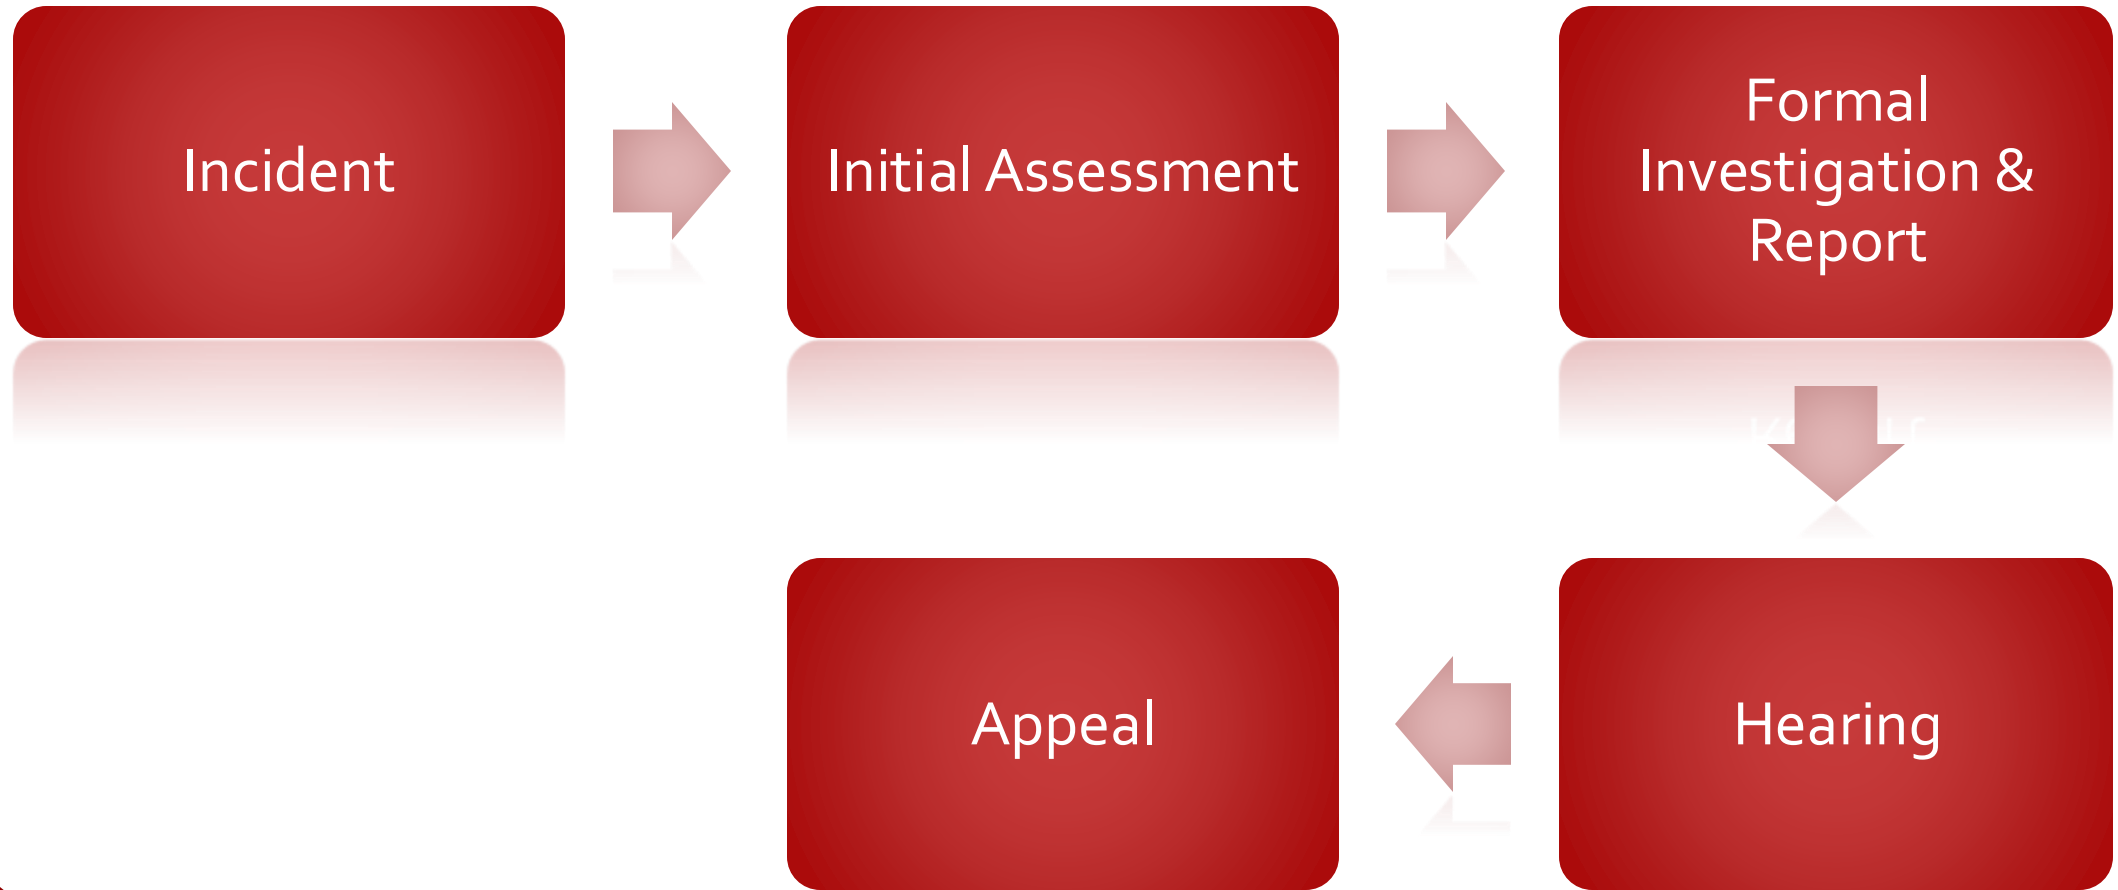 Incident
Initial Assessment
Formal
Investigation &
Report
Hearing
Appeal